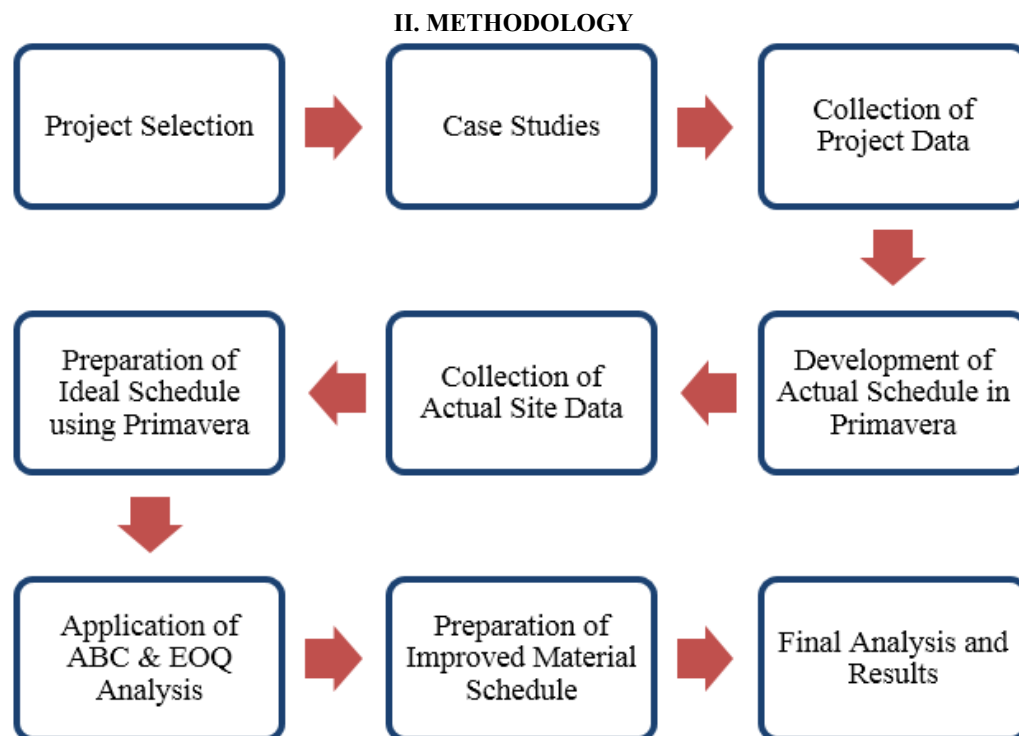 II. METHODOLOGY
Project Selection
Case Studies
Collection of
Project Data
Development of
Actual Schedule in
Primavera
Collection of
Actual Site Data
Preparation of
Ideal Schedule
using Primavera
Application of
ABC & EOQ
Analysis
Preparation of
Improved Material
Schedule
Final Analysis and
Results